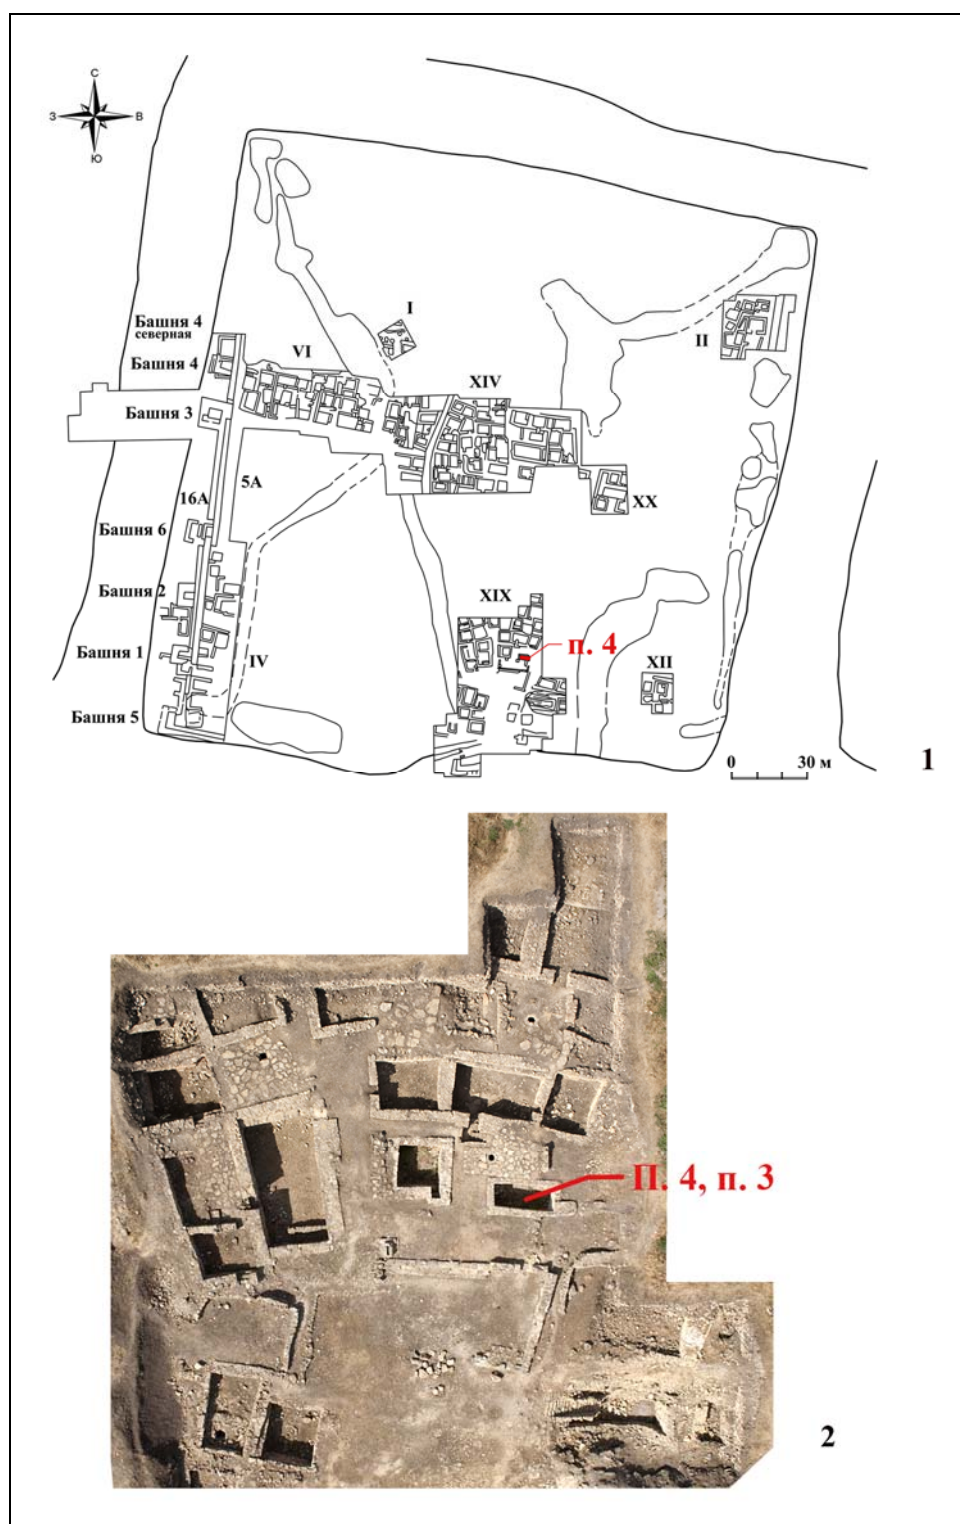 С
З В
Ю
Башня 4
северная
Башня 4
Башня 3
16А
5А
Башня 6
Башня 2
Башня 1
IV
Башня 5
VI
I
XIV
II
XX
XIX
п. 4
XII
0 30 м
1
П. 4, п. 3
2